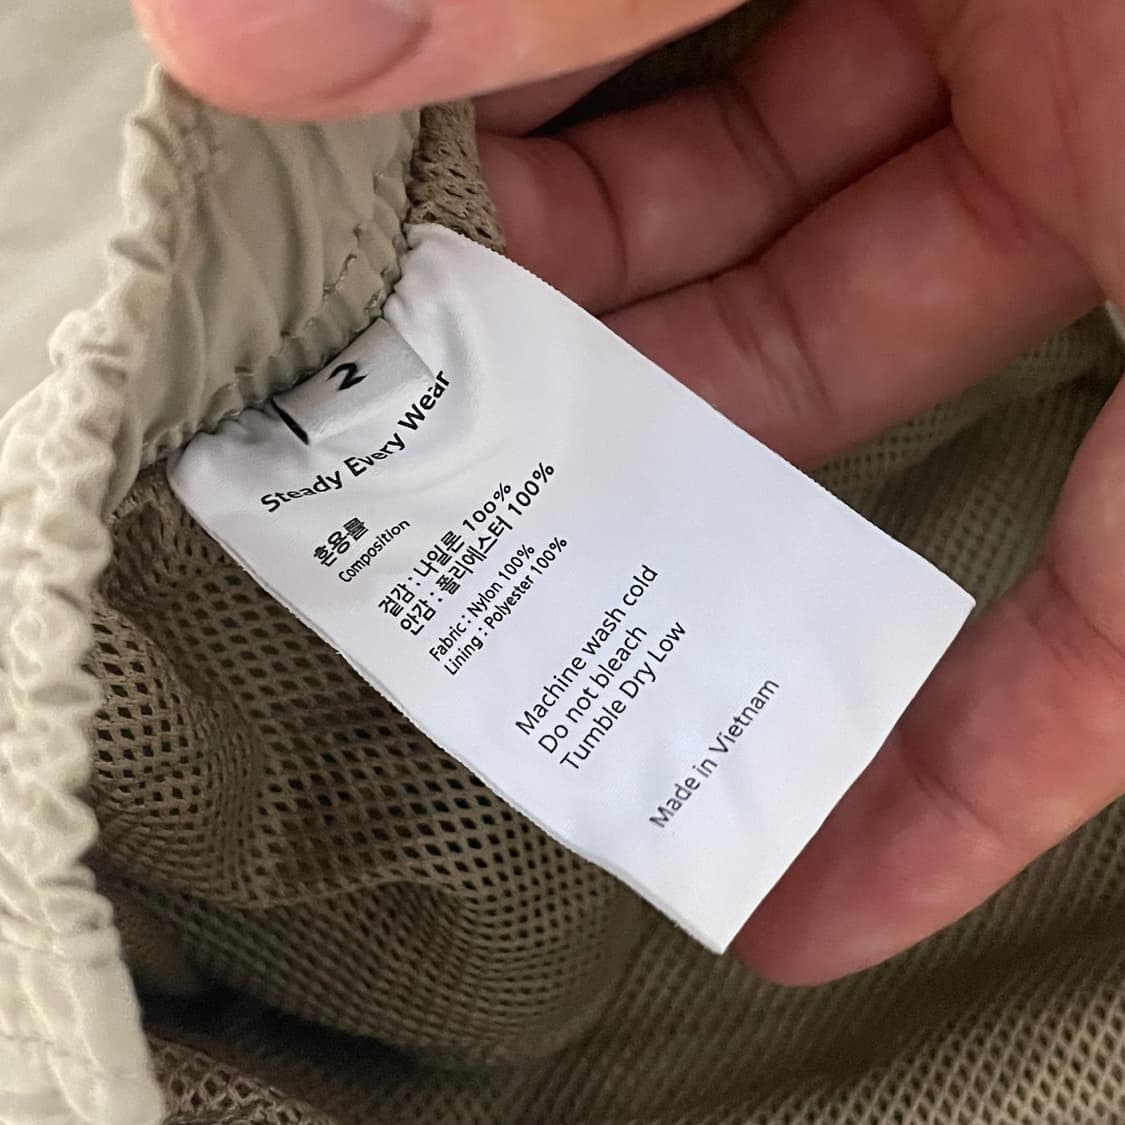 2
Steady Every Wear
혼용률
Composition
겉감 : 나일론 100%
안감 : 폴리에스터 100%
Fabric : Nylon 100%
Lining : Polyester 100%
Machine wash cold
Do not bleach
Tumble Dry Low
Made in Vietnam